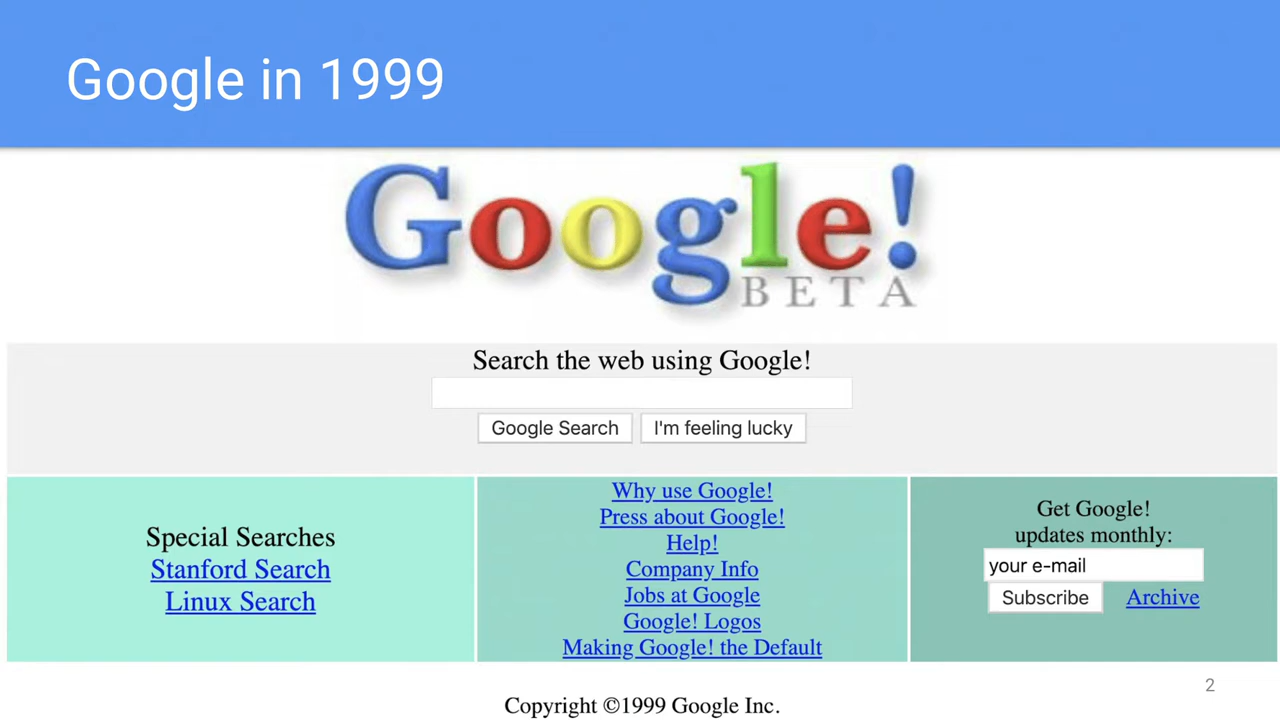 Google in 1999
Google!
BETA
Search the web using Google!
Google Search I'm feeling lucky
Special Searches
Stanford Search
Linux Search
Why use Google!
Press about Google!
Help!
Company Info
Jobs at Google
Google! Logos
Making Google! the Default
Get Google!
updates monthly:
your e-mail
Subscribe Archive
2
Copyright ©1999 Google Inc.